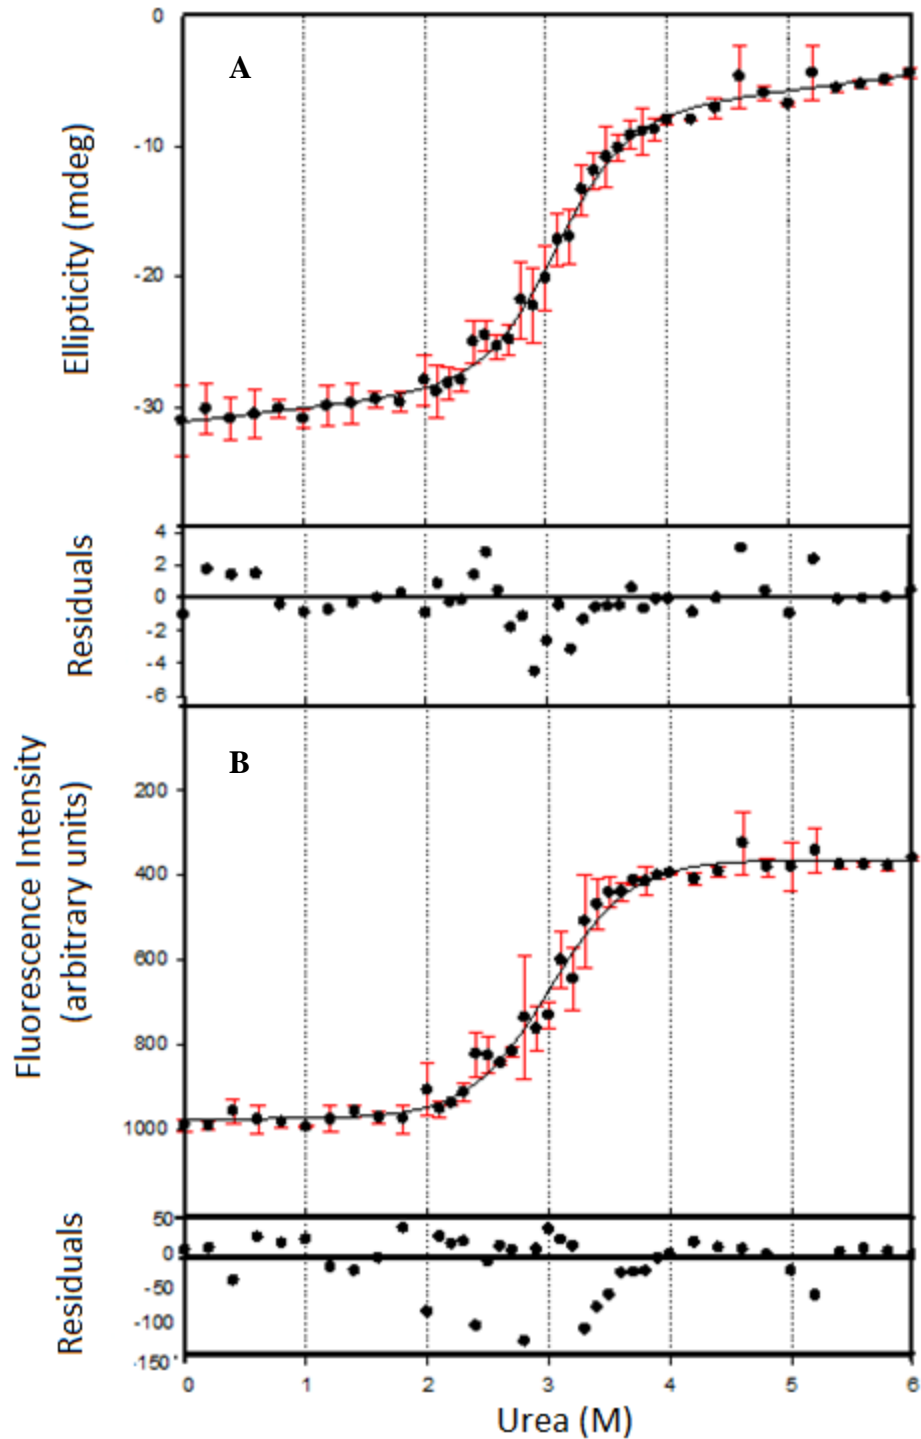 0
A
-10
Ellipticity (mdeg)
-20
-30
4
2
0
-2
-4
-6
Residuals
B
200
400
600
800
1000
Fluorescence Intensity
(arbitrary units)
50
0
-50
-100
-150
Residuals
0 1 2 3 4 5 6
Urea (M)